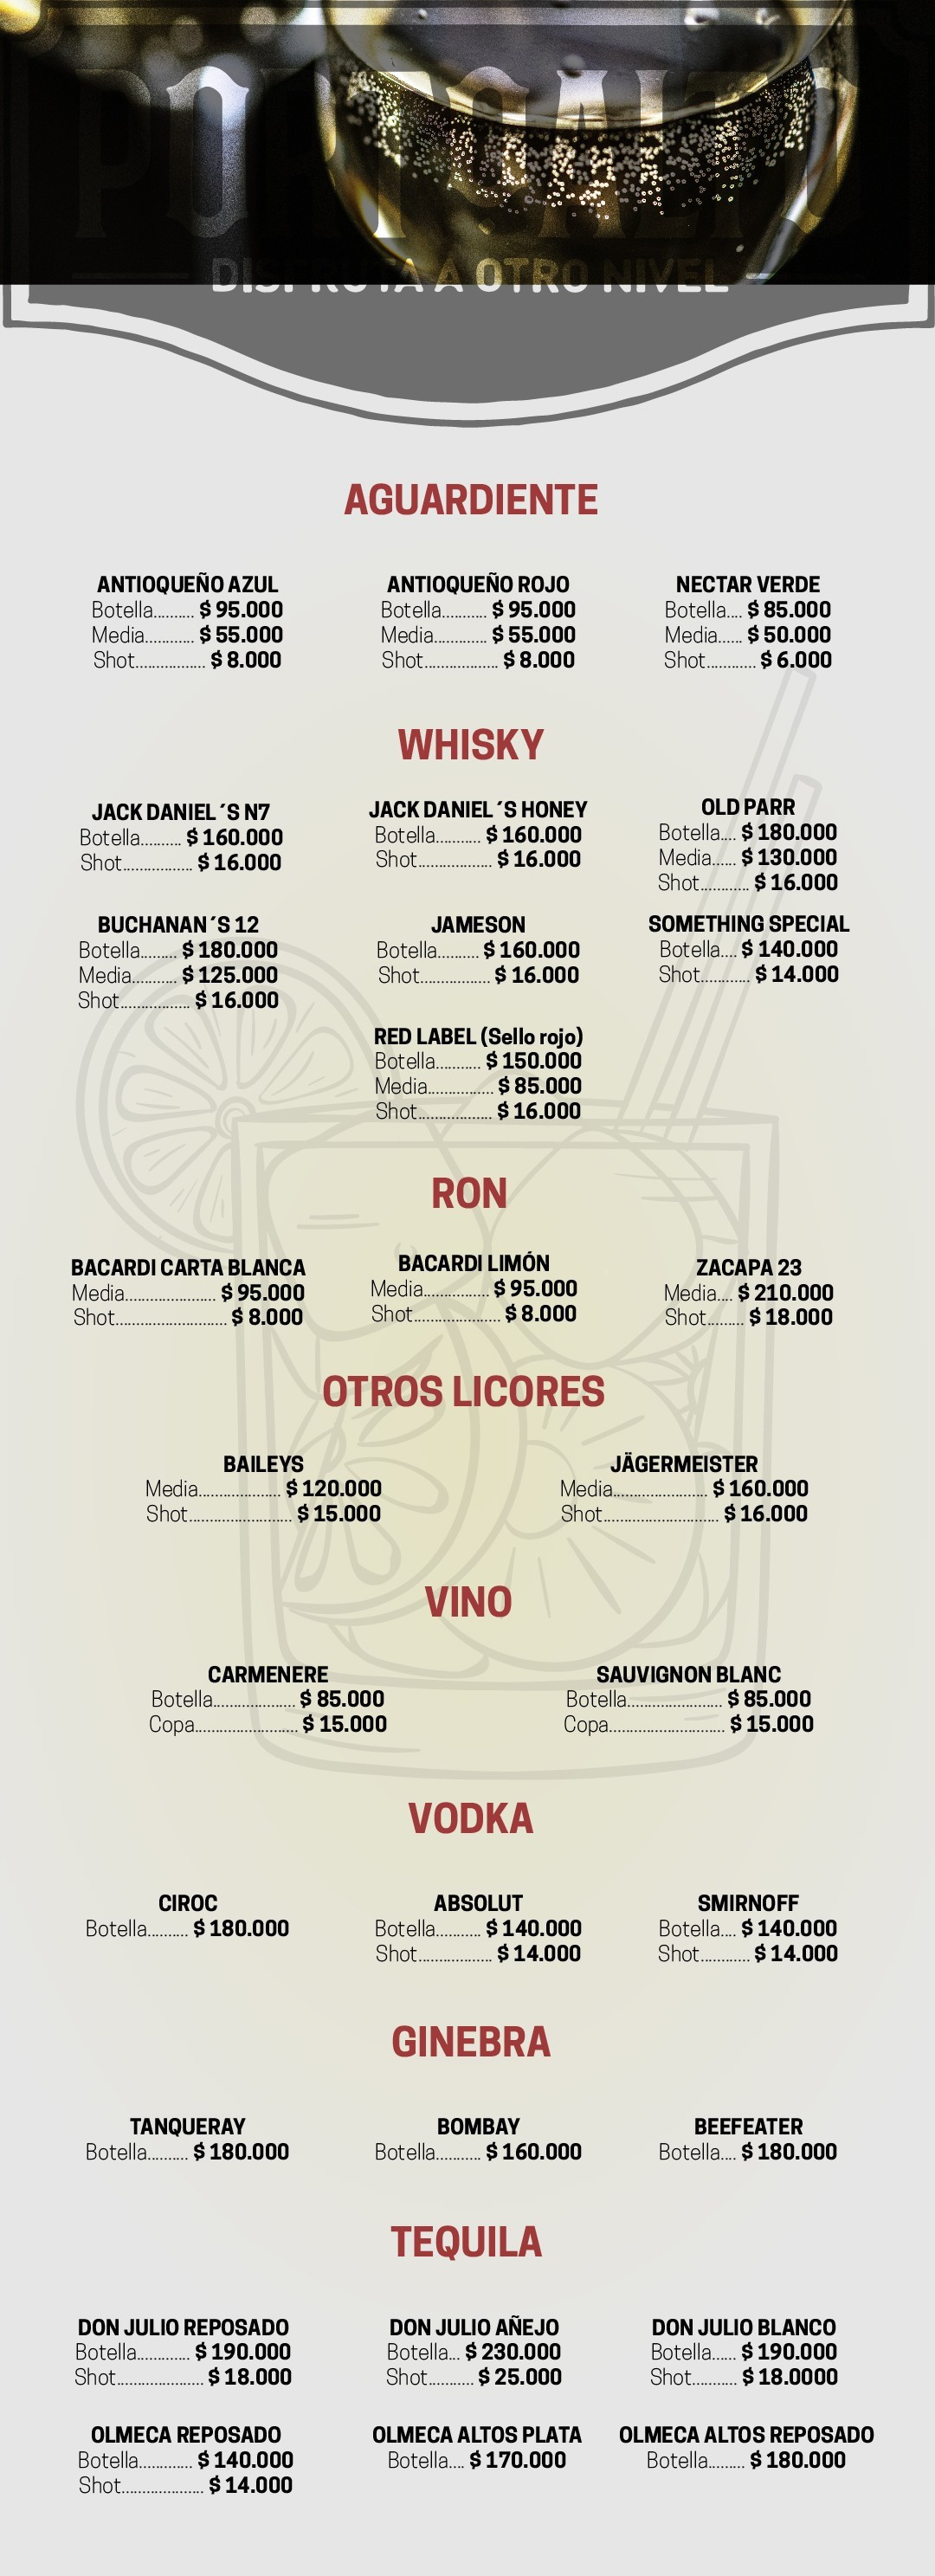 DISFRUTA A OTRO NIVEL
AGUARDIENTE
ANTIOQUEÑO AZUL
Botella.......... $ 95.000
Media............ $ 55.000
Shot................. $ 8.000
ANTIOQUEÑO ROJO
Botella........... $ 95.000
Media............. $ 55.000
Shot.................. $ 8.000
NECTAR VERDE
Botella.... $ 85.000
Media...... $ 50.000
Shot............ $ 6.000
WHISKY
JACK DANIEL´S N7
Botella.......... $ 160.000
Shot................. $ 16.000
JACK DANIEL´S HONEY
Botella........... $ 160.000
Shot.................. $ 16.000
OLD PARR
Botella.... $ 180.000
Media...... $ 130.000
Shot............ $ 16.000
BUCHANAN´S 12
Botella......... $ 180.000
Media........... $ 125.000
Shot................. $ 16.000
JAMESON
Botella.......... $ 160.000
Shot................. $ 16.000
SOMETHING SPECIAL
Botella.... $ 140.000
Shot............ $ 14.000
RED LABEL (Sello rojo)
Botella........... $ 150.000
Media................ $ 85.000
Shot.................. $ 16.000
RON
BACARDI CARTA BLANCA
Media...................... $ 95.000
Shot........................... $ 8.000
BACARDI LIMÓN
Media................ $ 95.000
Shot..................... $ 8.000
ZACAPA 23
Media.... $ 210.000
Shot......... $ 18.000
OTROS LICORES
BAILEYS
Media.................... $ 120.000
Shot......................... $ 15.000
JÄGERMEISTER
Media....................... $ 160.000
Shot............................ $ 16.000
VINO
CARMENERE
Botella.................... $ 85.000
Copa......................... $ 15.000
SAUVIGNON BLANC
Botella....................... $ 85.000
Copa............................ $ 15.000
VODKA
CIROC
Botella.......... $ 180.000
ABSOLUT
Botella........... $ 140.000
Shot.................. $ 14.000
SMIRNOFF
Botella.... $ 140.000
Shot............ $ 14.000
GINEBRA
TANQUERAY
Botella.......... $ 180.000
BOMBAY
Botella........... $ 160.000
BEEFEATER
Botella.... $ 180.000
TEQUILA
DON JULIO REPOSADO
Botella............. $ 190.000
Shot..................... $ 18.000
DON JULIO AÑEJO
Botella... $ 230.000
Shot........... $ 25.000
DON JULIO BLANCO
Botella...... $ 190.000
Shot........... $ 18.0000
OLMECA REPOSADO
Botella............. $ 140.000
Shot.................... $ 14.000
OLMECA ALTOS PLATA
Botella.... $ 170.000
OLMECA ALTOS REPOSADO
Botella......... $ 180.000